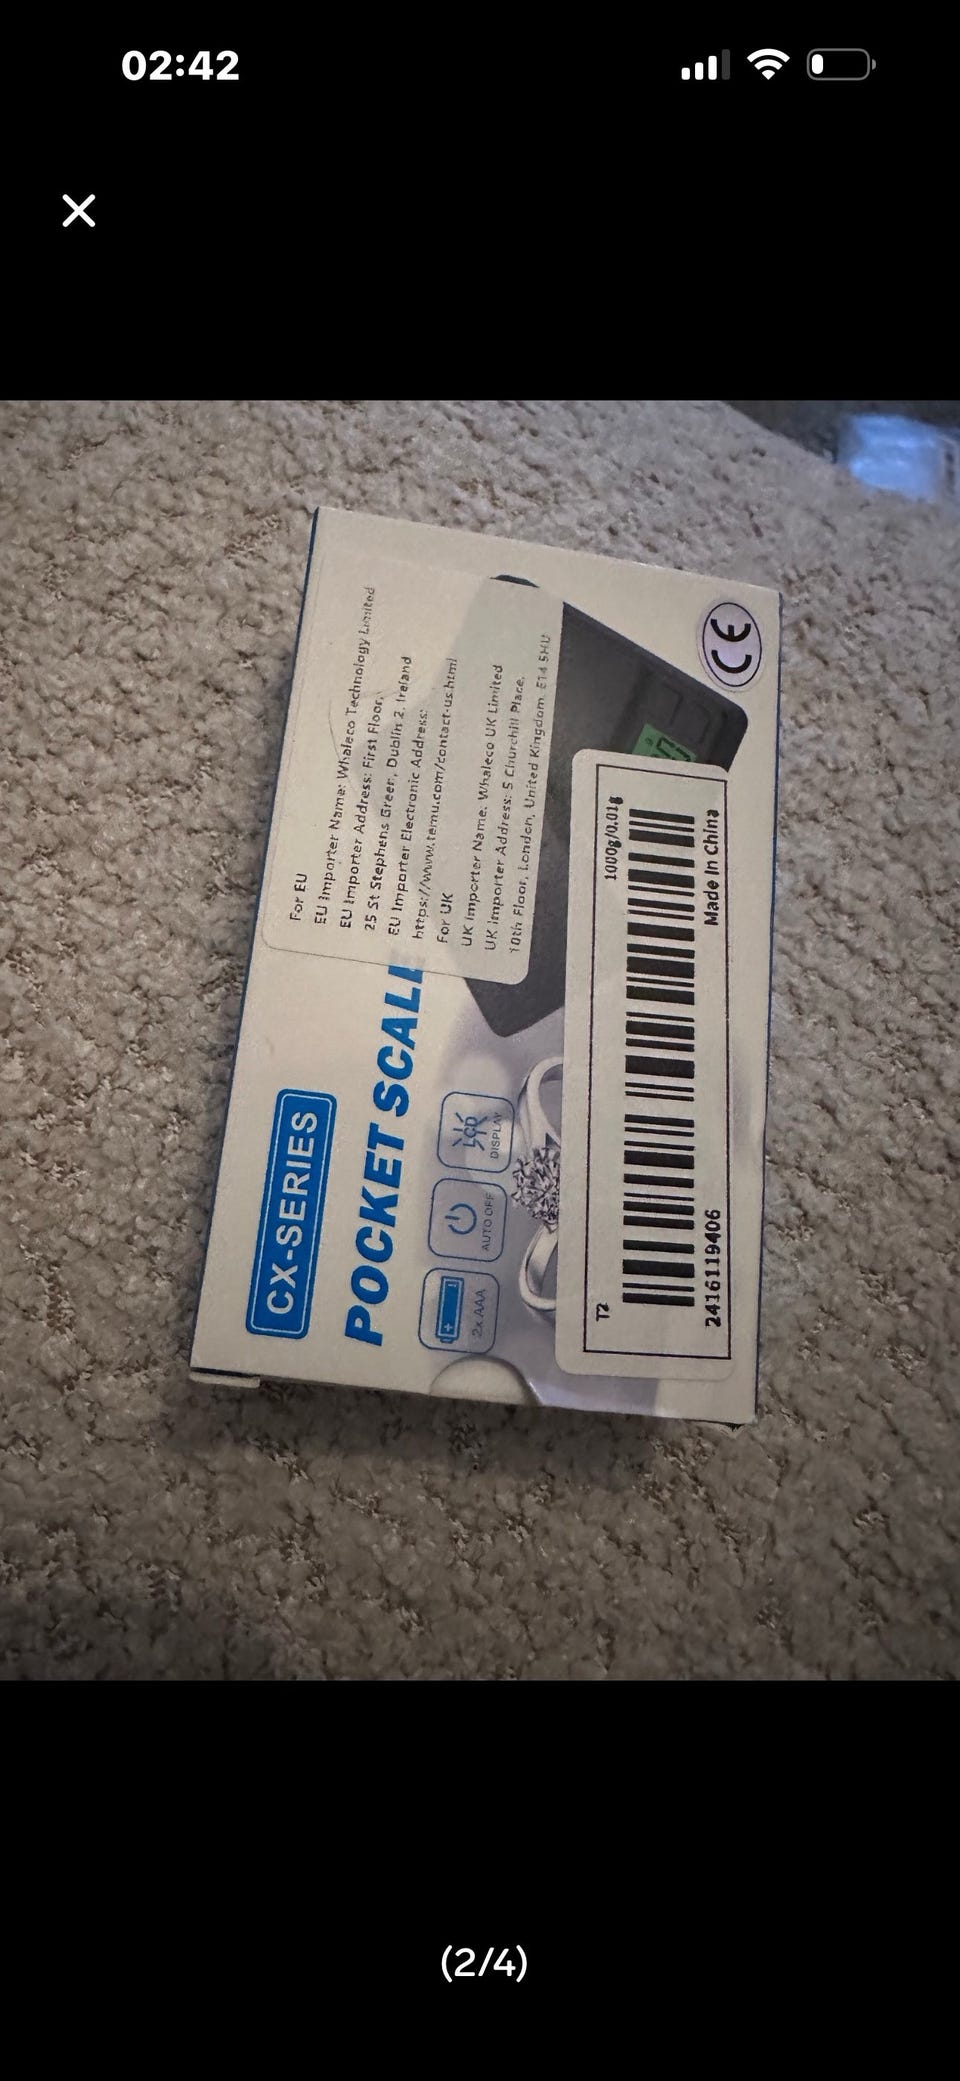 02:42
For EU
EU Importer Name: Whaleco Technology Limited
EU Importer Address: First Floor,
25 St Stephens Green, Dublin 2, Ireland
EU Importer Electronic Address:
https://www.temu.com/contact-us.html
For UK
UK Importer Name: Whaleco UK Limited
UK Importer Address: 5 Churchill Place,
10th Floor, London, United Kingdom, E14 5HU
CX-SERIES
POCKET SCALE
2x AAA
AUTO OFF
LCD
DISPLAY
CE
T2
1000g/0.01g
2416119406
Made In China
(2/4)